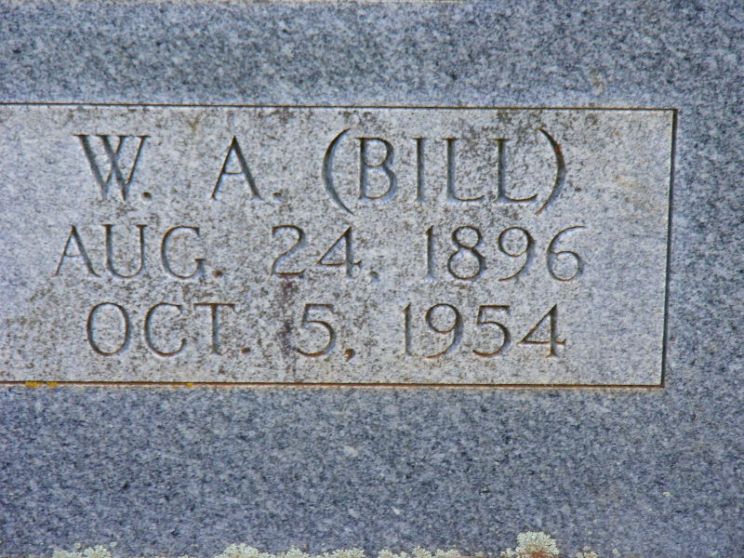 W. A. (BILL)
AUG. 24, 1896
OCT. 5, 1954